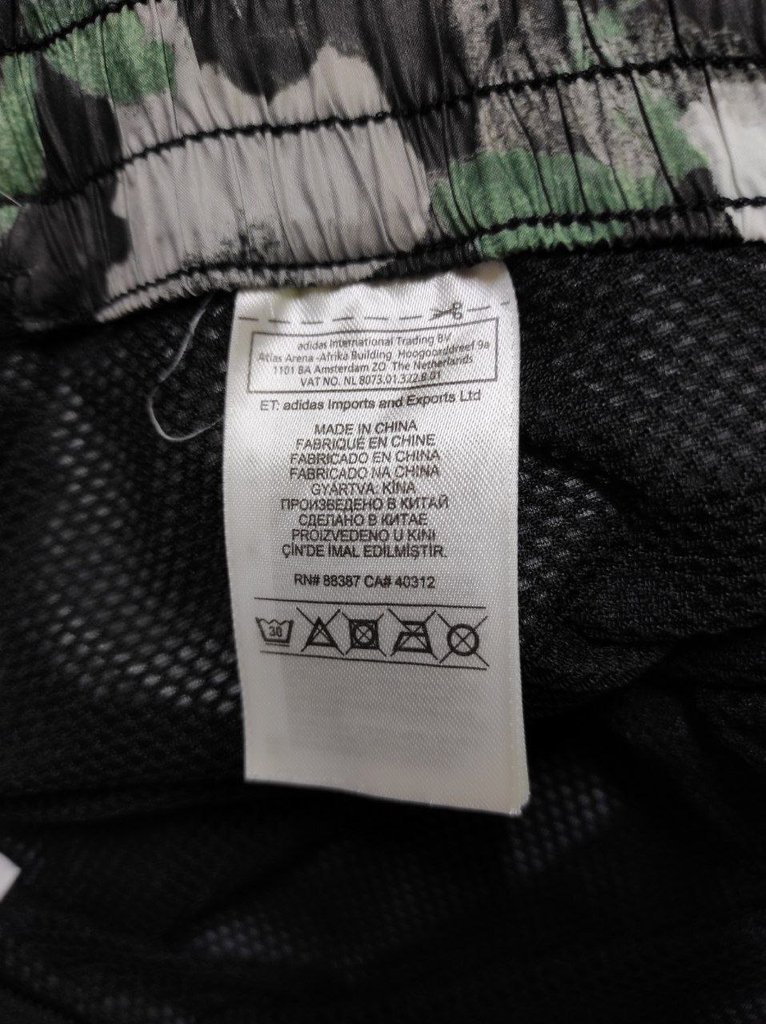 adidas International Trading BV
Atlas Arena -Afrika Building Hoogoorddreef 9a
1101 BA Amsterdam ZO The Netherlands
VAT NO. NL 8073.01.322.B.01
ET: adidas Imports and Exports Ltd
MADE IN CHINA
FABRIQUÉ EN CHINE
FABRICADO EN CHINA
FABRICADO NA CHINA
GYÁRTVA: KÍNA
ПРОИЗВЕДЕНО В КИТАЙ
СДЕЛАНО В КИТАЕ
PROIZVEDENO U KINI
ÇİN'DE İMAL EDİLMİŞTİR.
RN# 88387 CA# 40312
30